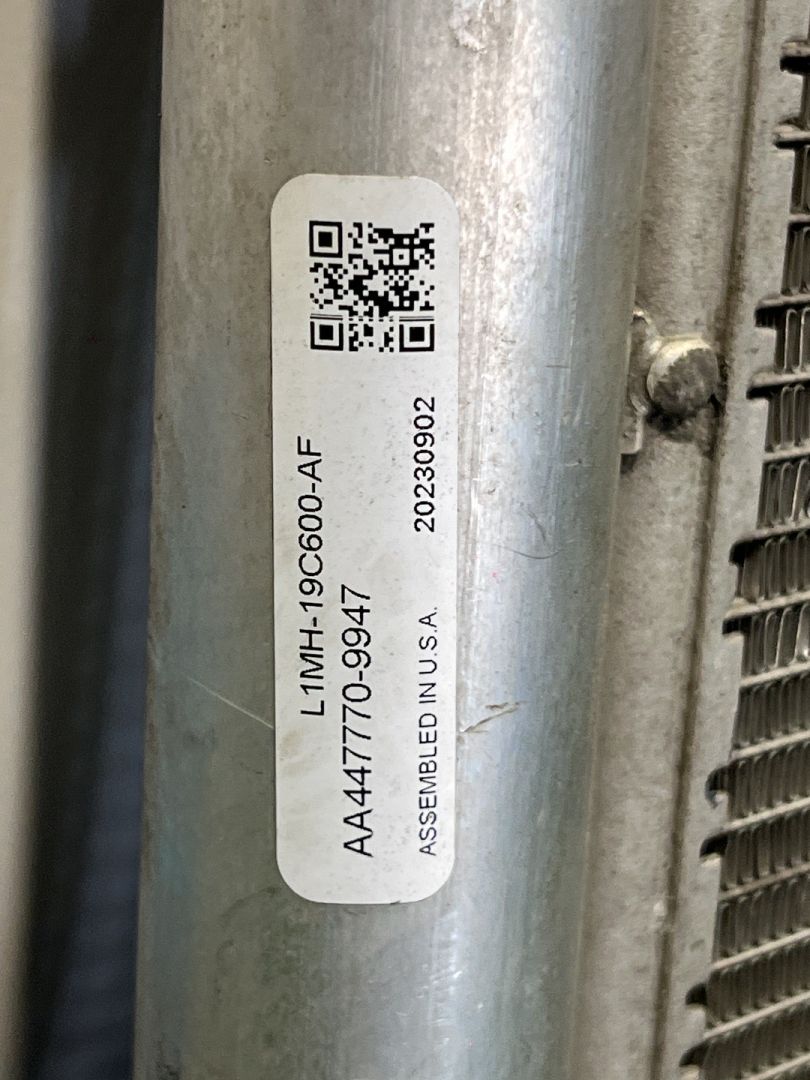 L1MH-19C600-AF
AA447770-9947
ASSEMBLED IN U.S.A. 20230902